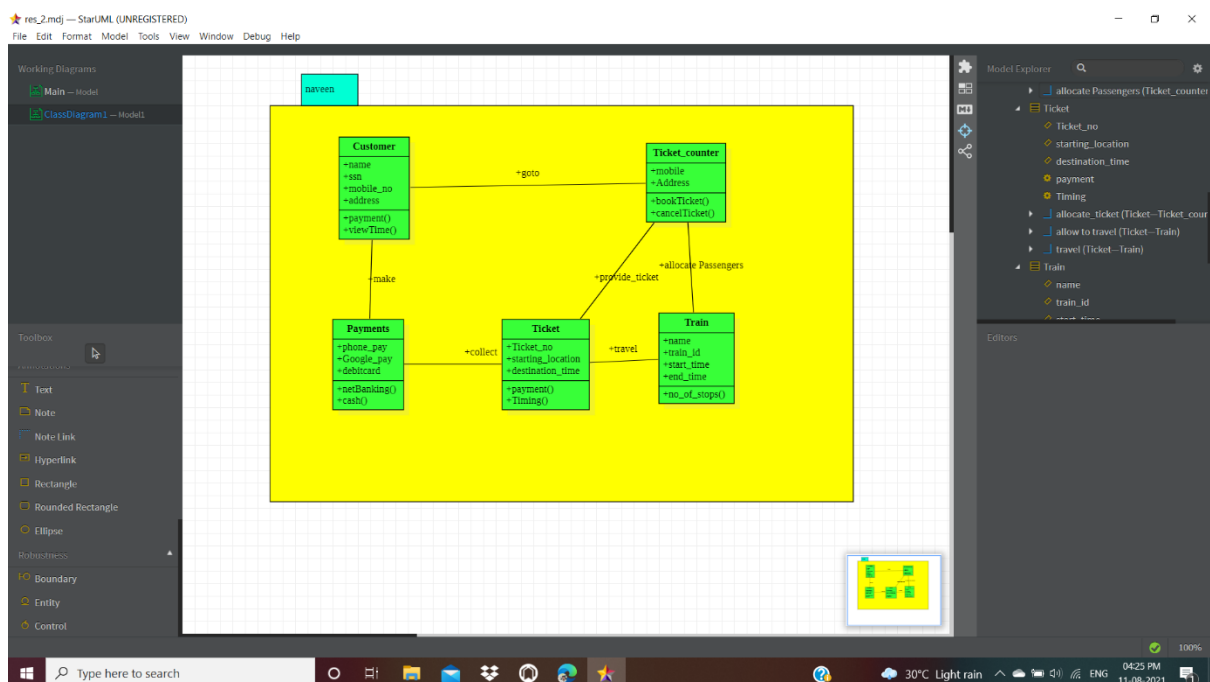 res_2.mdj — StarUML (UNREGISTERED)
File Edit Format Model Tools View Window Debug Help
Working Diagrams
Main — Model
ClassDiagram1 — Model1
Toolbox
Text
Note
Note Link
Hyperlink
Rectangle
Rounded Rectangle
Ellipse
Robustness
Boundary
Entity
Control
naveen
Customer
+name
+ssn
+mobile_no
+address
+payment()
+viewTime()
+goto
Ticket_counter
+mobile
+Address
+bookTicket()
+cancelTicket()
+make
+provide_ticket
+allocate Passengers
Payments
+phone_pay
+Google_pay
+debitcard
+netBanking()
+cash()
+collect
Ticket
+Ticket_no
+starting_location
+destination_time
+payment()
+Timing()
+travel
Train
+name
+train_id
+start_time
+end_time
+no_of_stops()
Model Explorer
allocate Passengers (Ticket_counter
Ticket
Ticket_no
starting_location
destination_time
payment
Timing
allocate_ticket (Ticket—Ticket_cour
allow to travel (Ticket—Train)
travel (Ticket—Train)
Train
name
train_id
start_time
Editors
100%
Type here to search
30°C Light rain
ENG
04:25 PM
11-08-2021